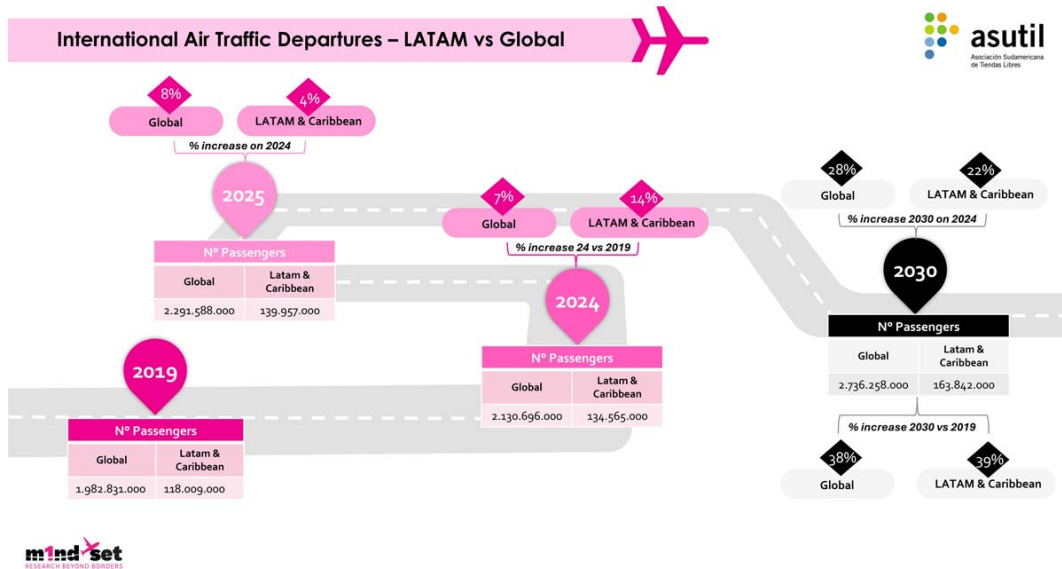 International Air Traffic Departures – LATAM vs Global
asutil
Asociación Sudamericana
de Tiendas Libres
8%
4%
Global
LATAM & Caribbean
% increase on 2024
2025
Nº Passengers
Global
Latam &
Caribbean
2.291.588.000
139.957.000
7%
14%
Global
LATAM & Caribbean
% increase 24 vs 2019
2024
Nº Passengers
Global
Latam &
Caribbean
2.130.696.000
134.565.000
28%
22%
Global
LATAM & Caribbean
% increase 2030 on 2024
2030
Nº Passengers
Global
Latam &
Caribbean
2.736.258.000
163.842.000
% increase 2030 vs 2019
38%
39%
Global
LATAM & Caribbean
2019
Nº Passengers
Global
Latam &
Caribbean
1.982.831.000
118.009.000
m1nd set
RESEARCH BEYOND BORDERS